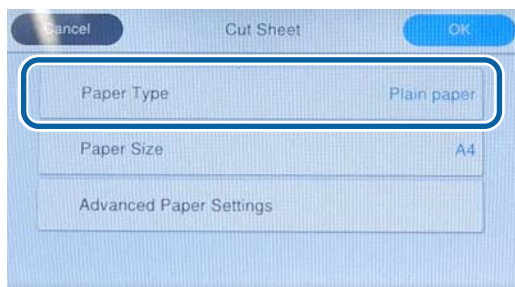 Cancel Cut Sheet OK
Paper Type Plain paper
Paper Size A4
Advanced Paper Settings